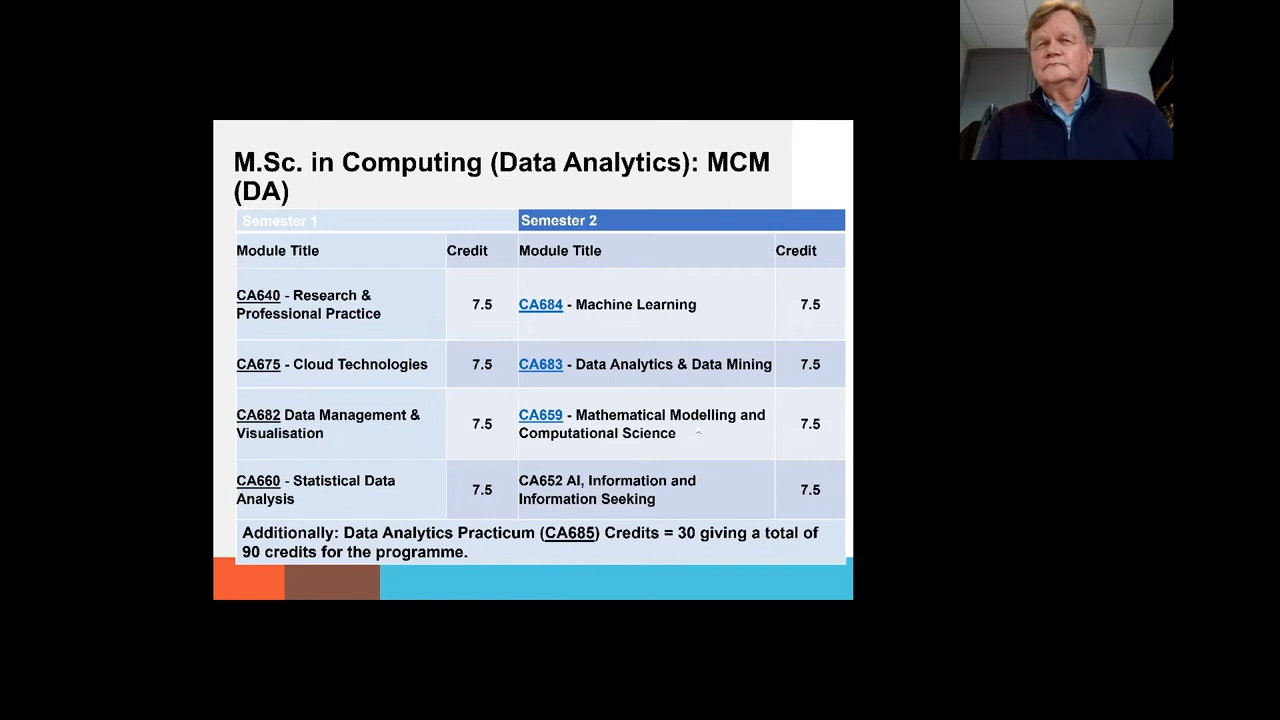 M.Sc. in Computing (Data Analytics): MCM
(DA)
Semester 1
Semester 2
Module Title
Credit
Module Title
Credit
CA640 - Research &
Professional Practice
7.5
CA684 - Machine Learning
7.5
CA675 - Cloud Technologies
7.5
CA683 - Data Analytics & Data Mining
7.5
CA682 Data Management &
Visualisation
7.5
CA659 - Mathematical Modelling and
Computational Science
7.5
CA660 - Statistical Data
Analysis
7.5
CA652 AI, Information and
Information Seeking
7.5
Additionally: Data Analytics Practicum (CA685) Credits = 30 giving a total of
90 credits for the programme.